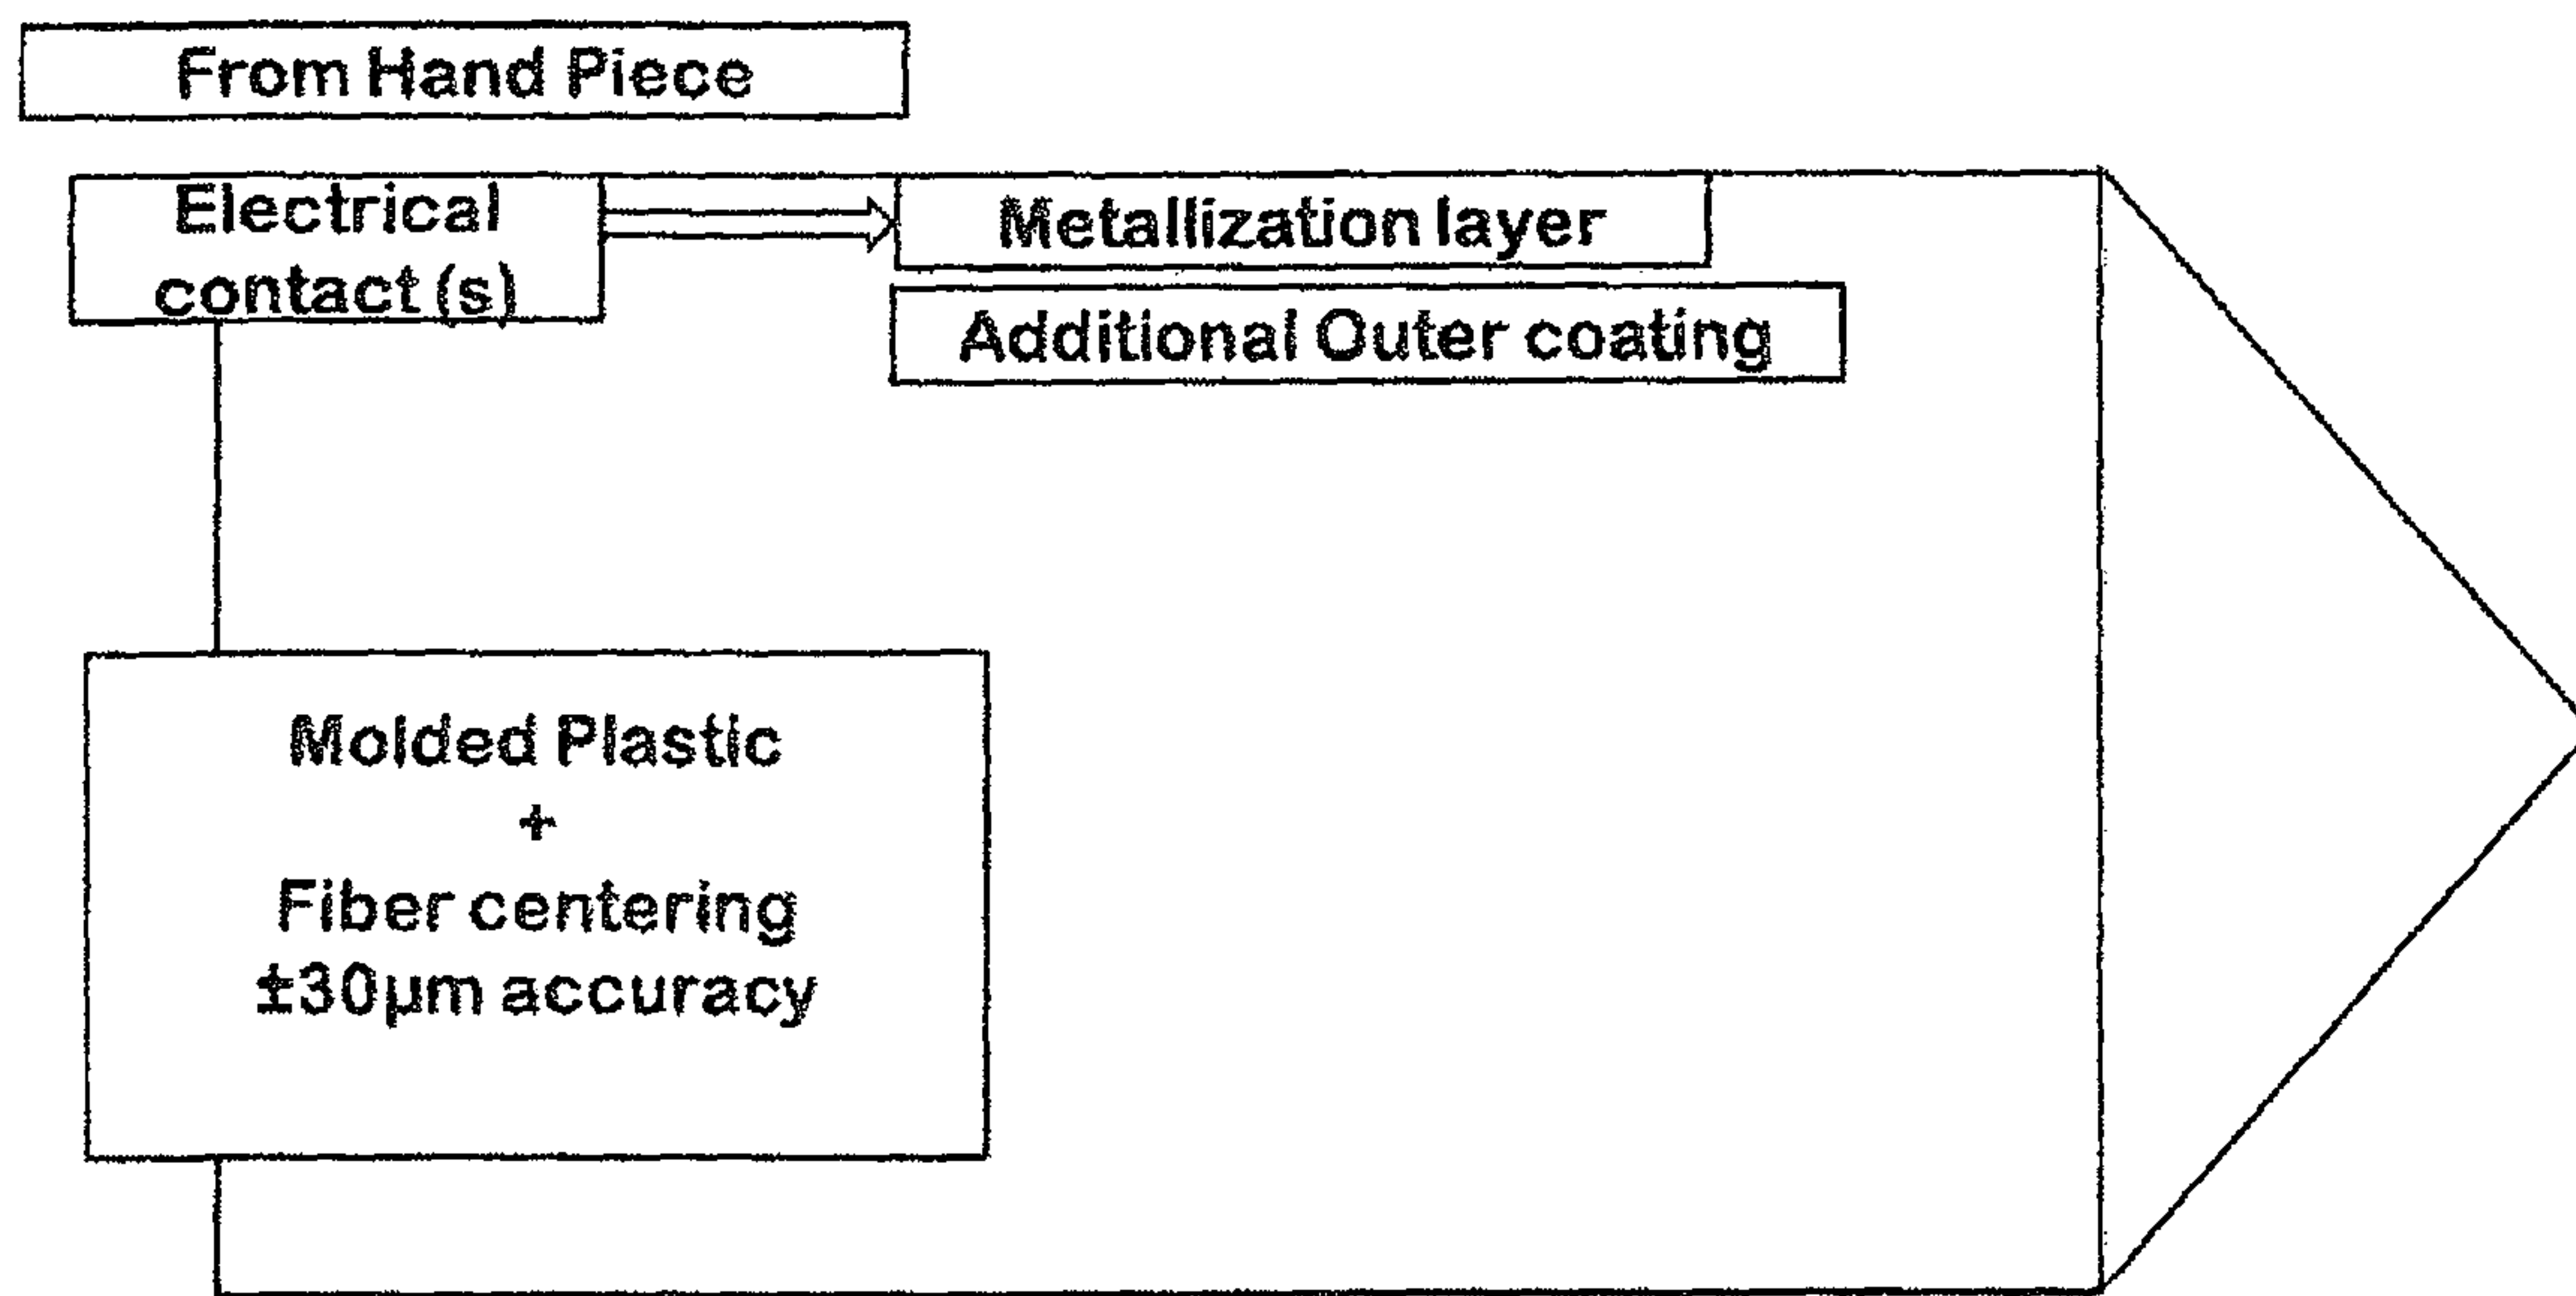 From Hand Piece
Electrical
contact (s)
Metallization layer
Additional Outer coating
Molded Plastic
+
Fiber centering
±30µm accuracy